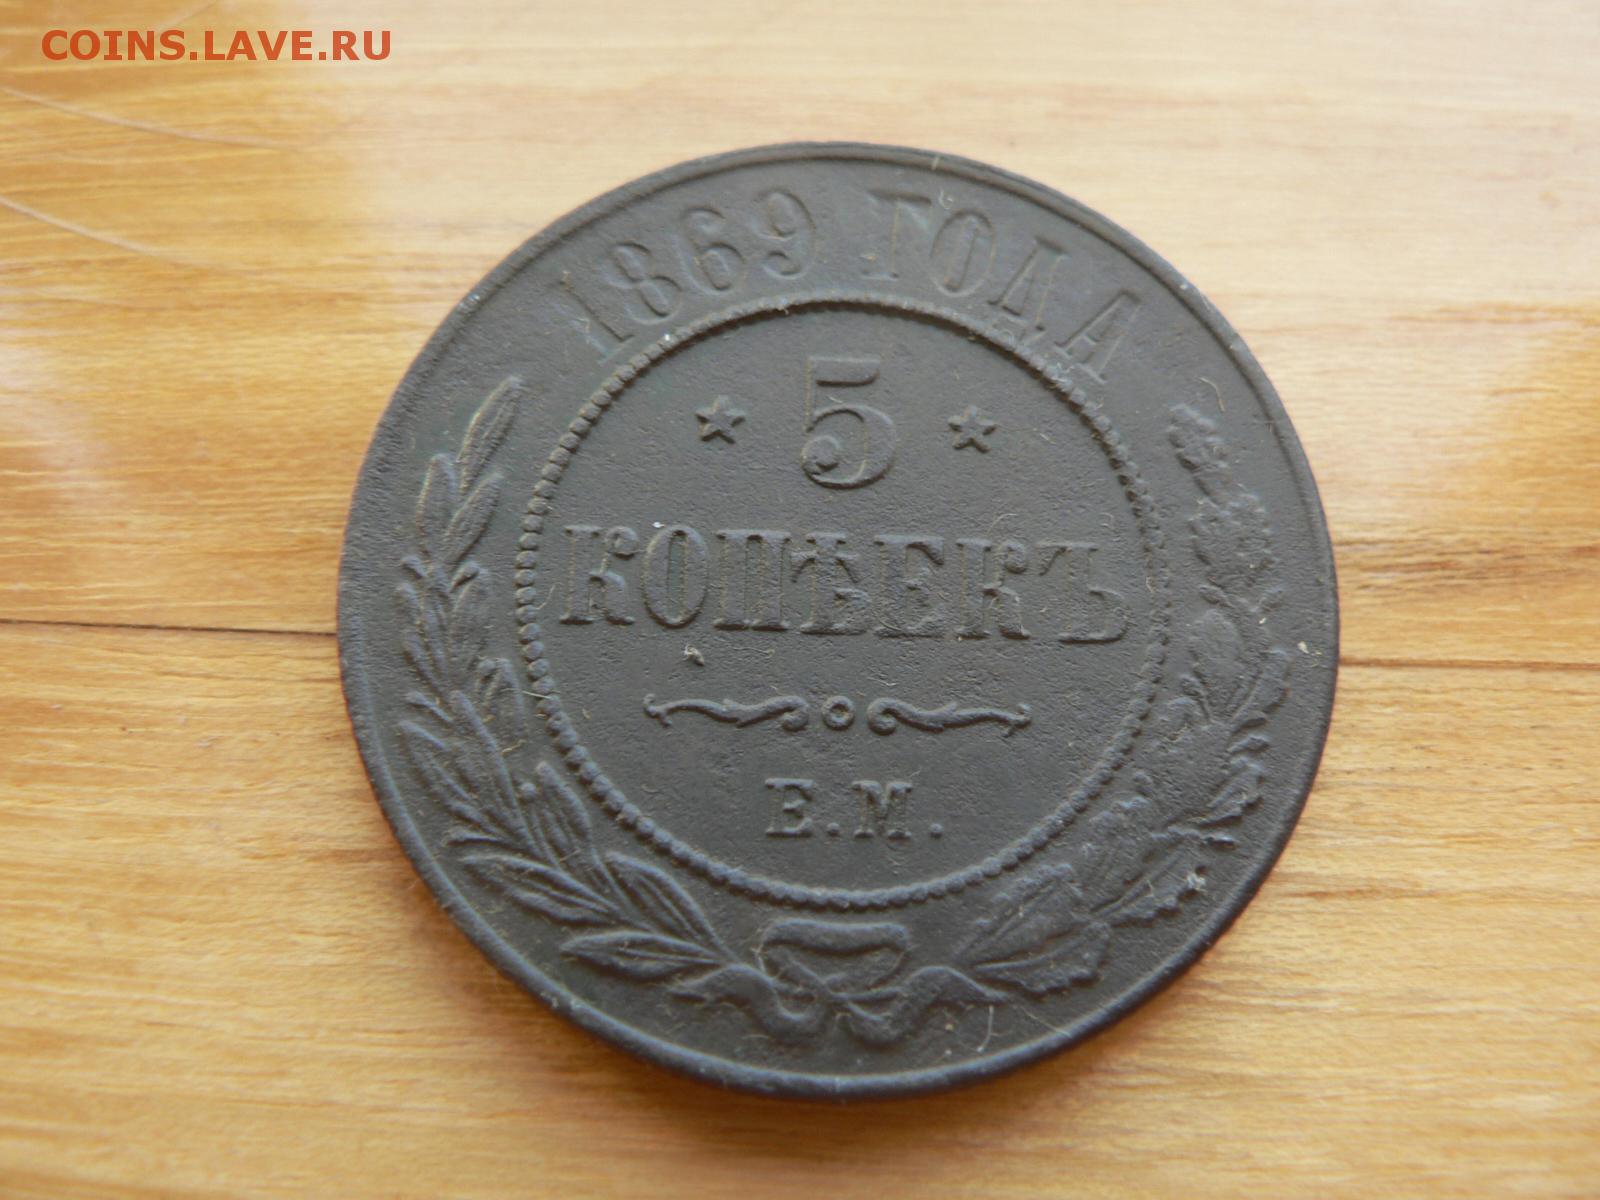 COINS.LAVE.RU
1869 ГОДА
5
КОПѢЕКЪ
Е.М.